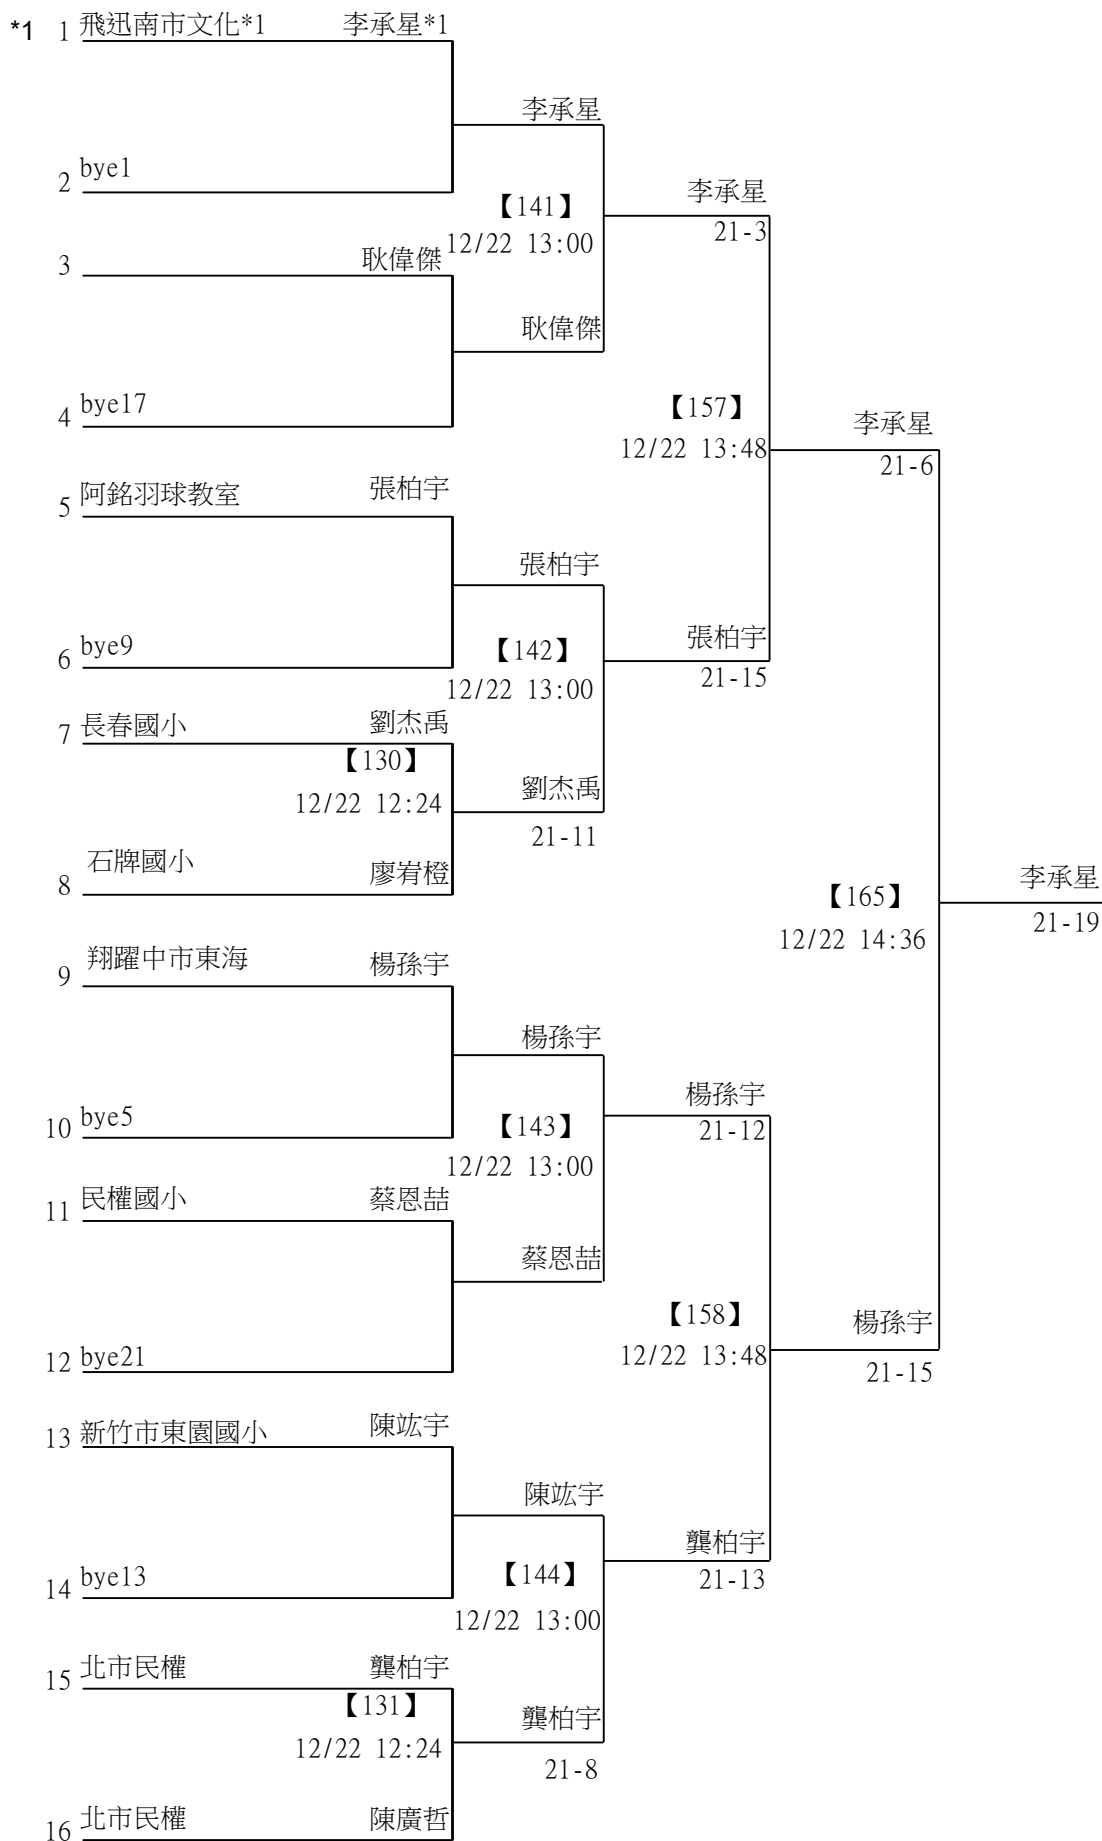 *1 1 飛迅南市文化*1 李承星*1
李承星
2 bye1
【141】
12/22 13:00
李承星
21-3
3 耿偉傑
耿偉傑
4 bye17
【157】
12/22 13:48
李承星
21-6
5 阿銘羽球教室 張柏宇
張柏宇
6 bye9
【142】
12/22 13:00
張柏宇
21-15
7 長春國小 劉杰禹
【130】
12/22 12:24
劉杰禹
21-11
8 石牌國小 廖宥橙
【165】
12/22 14:36
李承星
21-19
9 翔躍中市東海 楊孫宇
楊孫宇
10 bye5
【143】
12/22 13:00
楊孫宇
21-12
11 民權國小 蔡恩喆
蔡恩喆
12 bye21
【158】
12/22 13:48
楊孫宇
21-15
13 新竹市東園國小 陳竑宇
陳竑宇
14 bye13
【144】
12/22 13:00
龔柏宇
21-13
15 北市民權 龔柏宇
【131】
12/22 12:24
龔柏宇
21-8
16 北市民權 陳廣哲